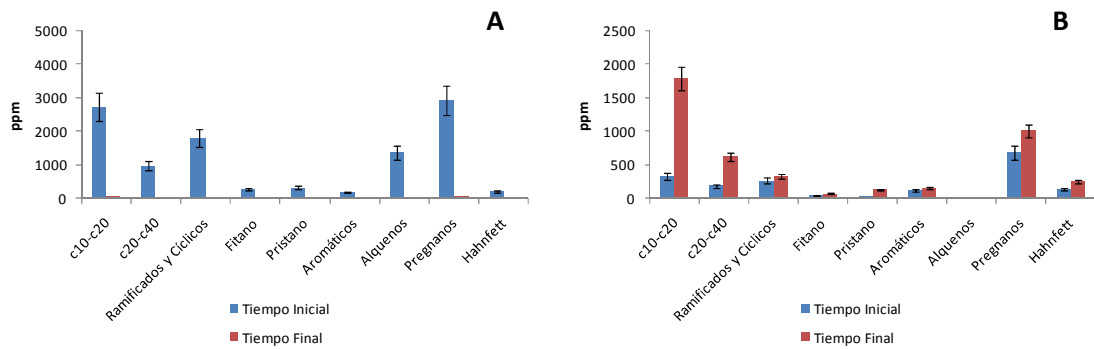 A
5000
4000
3000
2000
1000
0
ppm
c10-c20
c20-c40
Ramificados y Cíclicos
Fitano
Pristano
Aromáticos
Alquenos
Pregnanos
Hahnfett
Tiempo Inicial
Tiempo Final
B
2500
2000
1500
1000
500
0
ppm
c10-c20
c20-c40
Ramificados y Cíclicos
Fitano
Pristano
Aromáticos
Alquenos
Pregnanos
Hahnfett
Tiempo Inicial
Tiempo Final